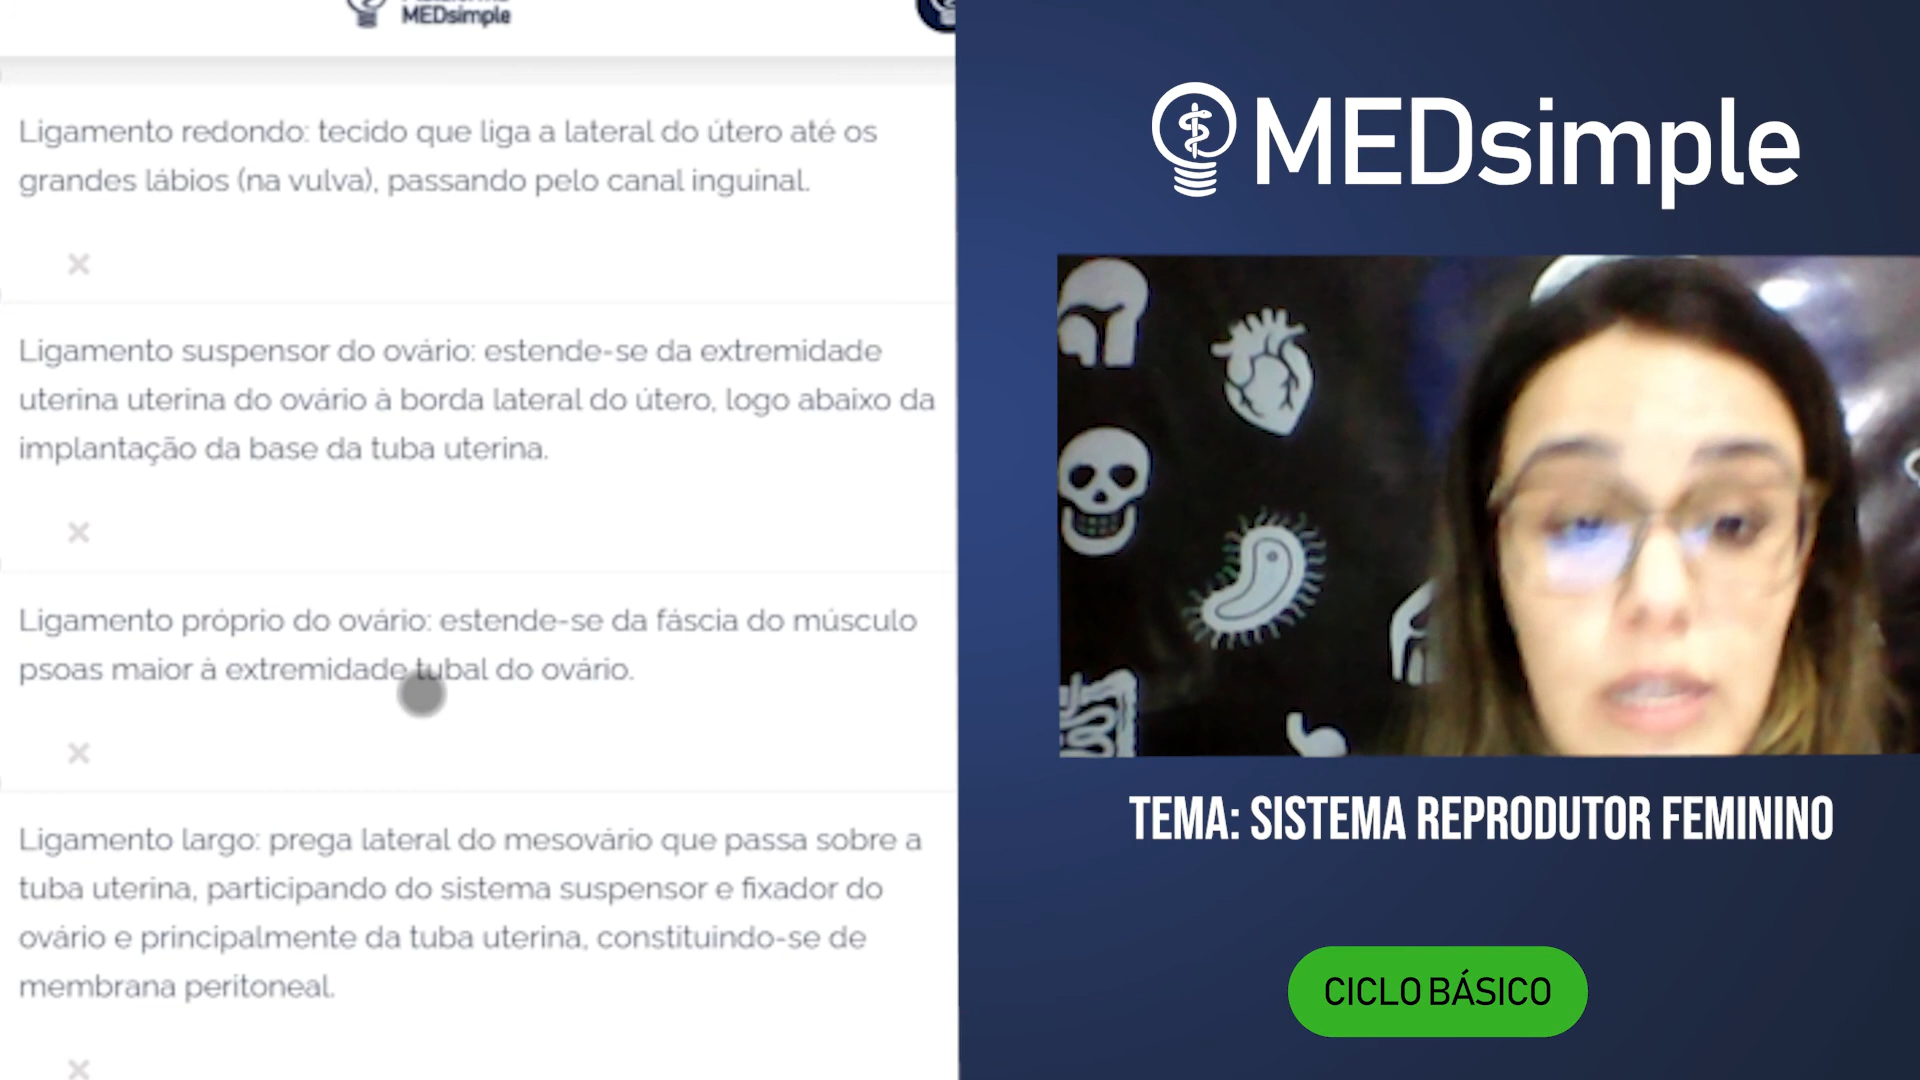 MEDsimple
Ligamento redondo: tecido que liga a lateral do útero até os
grandes lábios (na vulva), passando pelo canal inguinal.
Ligamento suspensor do ovário: estende-se da extremidade
uterina uterina do ovário à borda lateral do útero, logo abaixo da
implantação da base da tuba uterina.
Ligamento próprio do ovário: estende-se da fáscia do músculo
psoas maior à extremidade tubal do ovário.
Ligamento largo: prega lateral do mesovário que passa sobre a
tuba uterina, participando do sistema suspensor e fixador do
ovário e principalmente da tuba uterina, constituindo-se de
membrana peritoneal.
MEDsimple
TEMA: SISTEMA REPRODUTOR FEMININO
CICLO BÁSICO